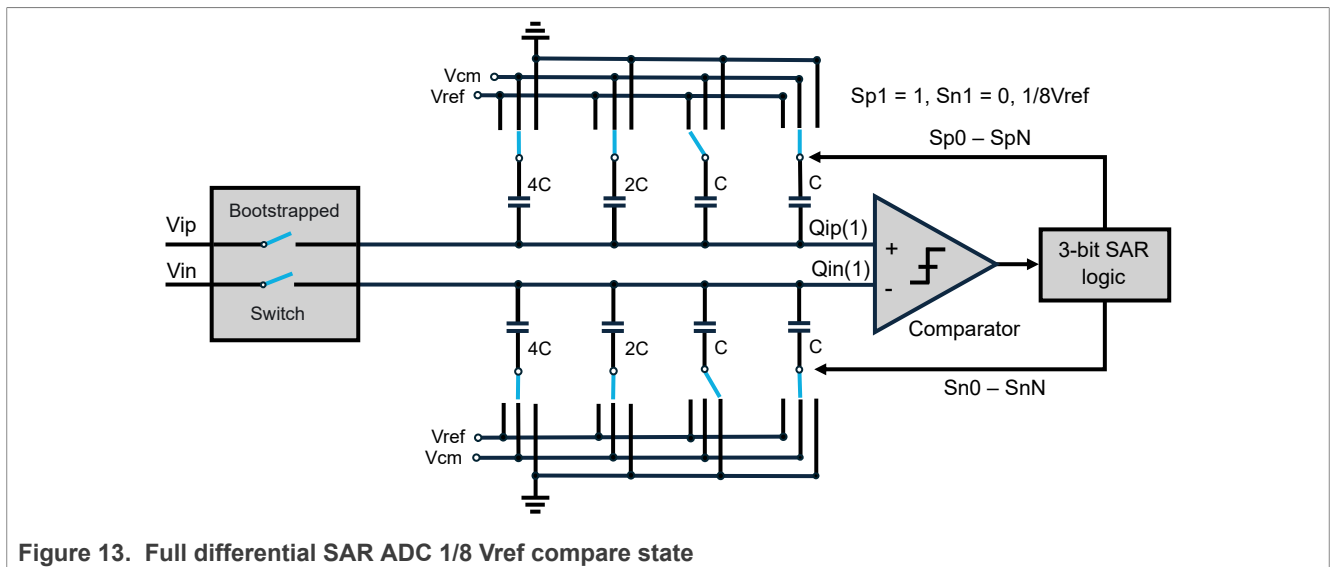 Vcm
Vref
Sp1 = 1, Sn1 = 0, 1/8Vref
Sp0 – SpN
4C
2C
C
C
Bootstrapped
Vip
Vin
Switch
Qip(1)
Qin(1)
+
-
Comparator
3-bit SAR
logic
4C
2C
C
C
Sn0 – SnN
Vref
Vcm
Figure 13. Full differential SAR ADC 1/8 Vref compare state